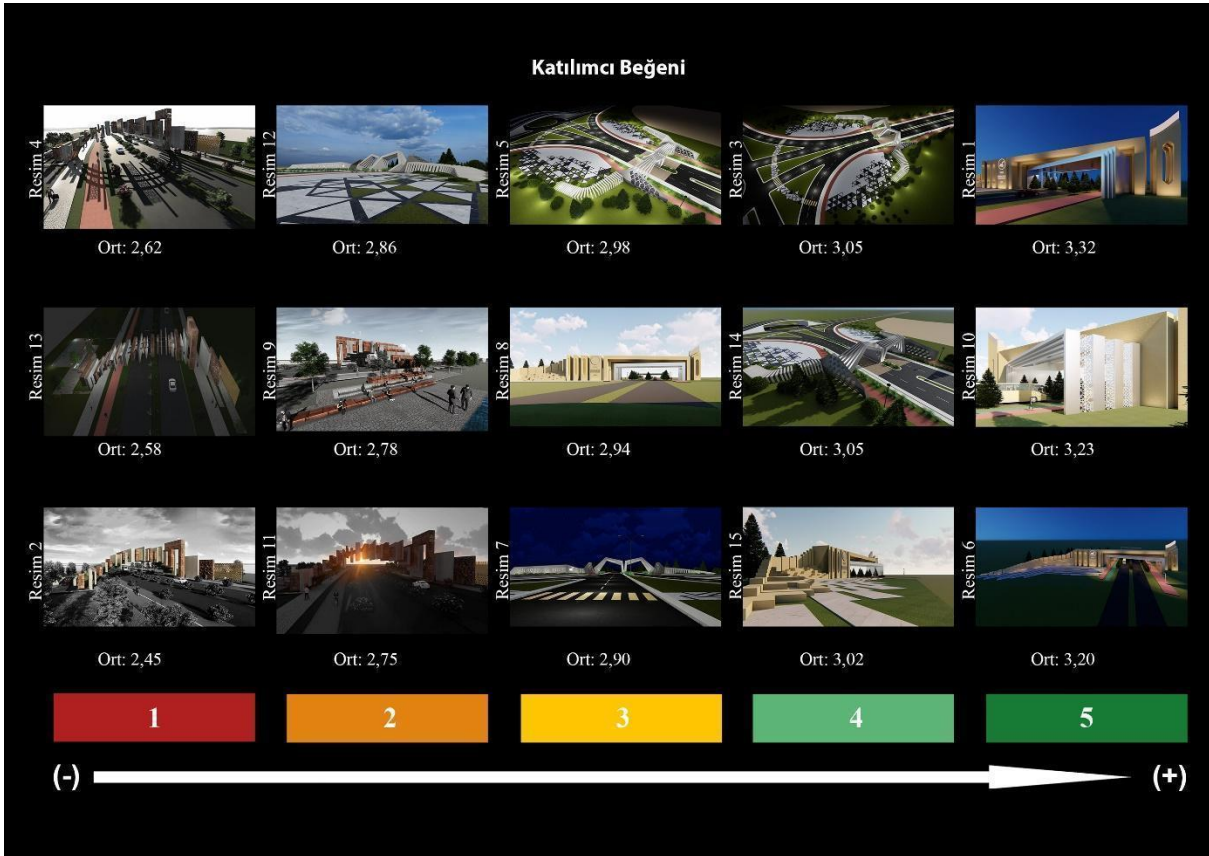 Katılımcı Beğeni
Resim 4
Resim 12
Resim 5
Resim 3
Resim 1
Ort: 2,62
Ort: 2,86
Ort: 2,98
Ort: 3,05
Ort: 3,32
Resim 13
Resim 9
Resim 8
Resim 14
Resim 10
Ort: 2,58
Ort: 2,78
Ort: 2,94
Ort: 3,05
Ort: 3,23
Resim 2
Resim 11
Resim 7
Resim 15
Resim 6
Ort: 2,45
Ort: 2,75
Ort: 2,90
Ort: 3,02
Ort: 3,20
1
2
3
4
5
(-)
(+)